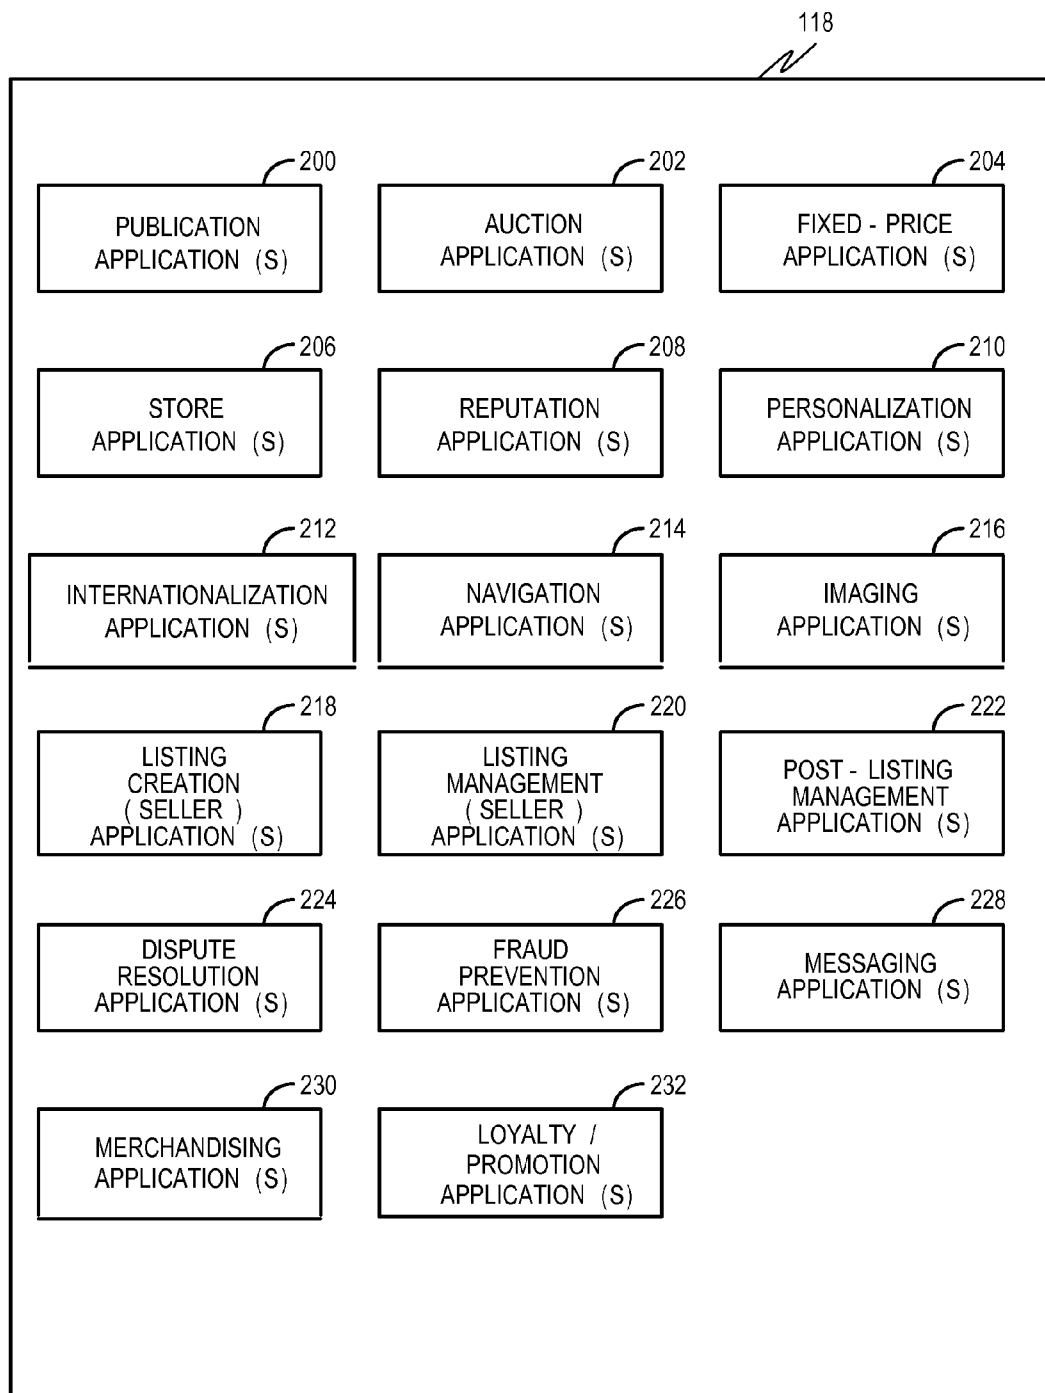 118
200
PUBLICATION
APPLICATION (S)
202
AUCTION
APPLICATION (S)
204
FIXED - PRICE
APPLICATION (S)
206
STORE
APPLICATION (S)
208
REPUTATION
APPLICATION (S)
210
PERSONALIZATION
APPLICATION (S)
212
INTERNATIONALIZATION
APPLICATION (S)
214
NAVIGATION
APPLICATION (S)
216
IMAGING
APPLICATION (S)
218
LISTING
CREATION
( SELLER )
APPLICATION (S)
220
LISTING
MANAGEMENT
( SELLER )
APPLICATION (S)
222
POST - LISTING
MANAGEMENT
APPLICATION (S)
224
DISPUTE
RESOLUTION
APPLICATION (S)
226
FRAUD
PREVENTION
APPLICATION (S)
228
MESSAGING
APPLICATION (S)
230
MERCHANDISING
APPLICATION (S)
232
LOYALTY /
PROMOTION
APPLICATION (S)